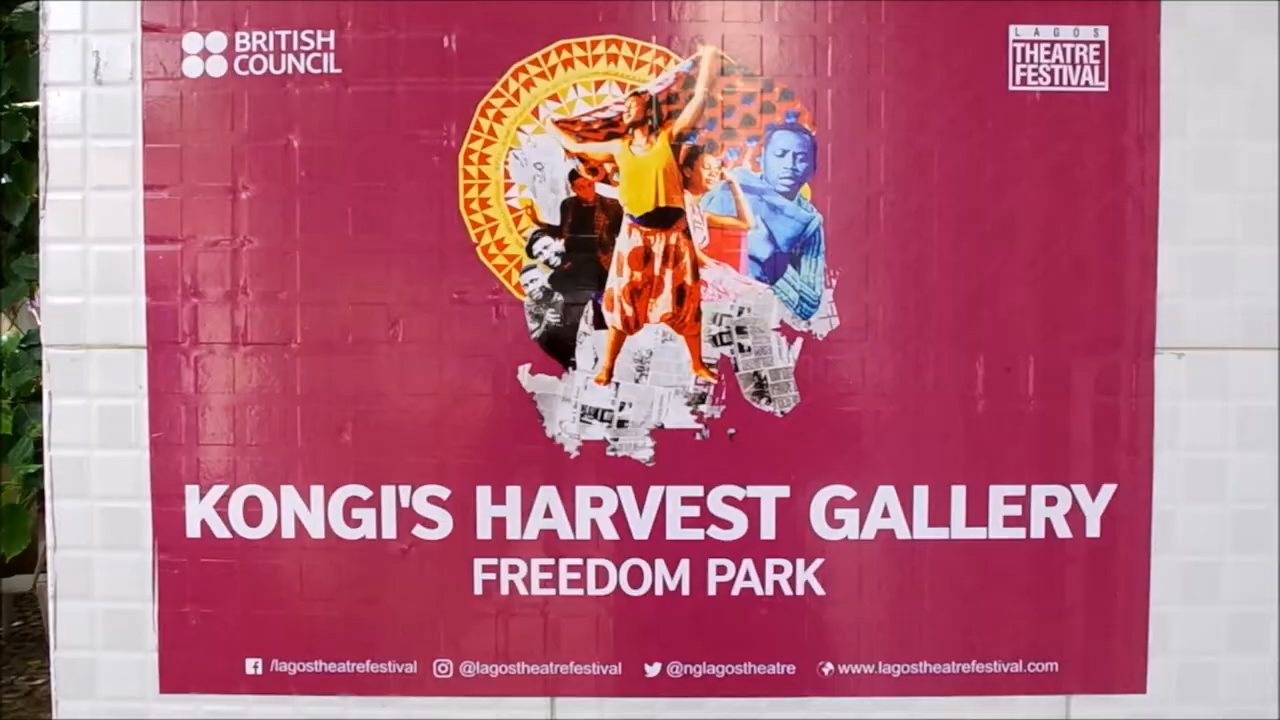 BRITISH
COUNCIL
LAGOS
THEATRE
FESTIVAL
KONGI'S HARVEST GALLERY
FREEDOM PARK
/lagostheatrefestival @lagostheatrefestival @nglagostheatre www.lagostheatrefestival.com